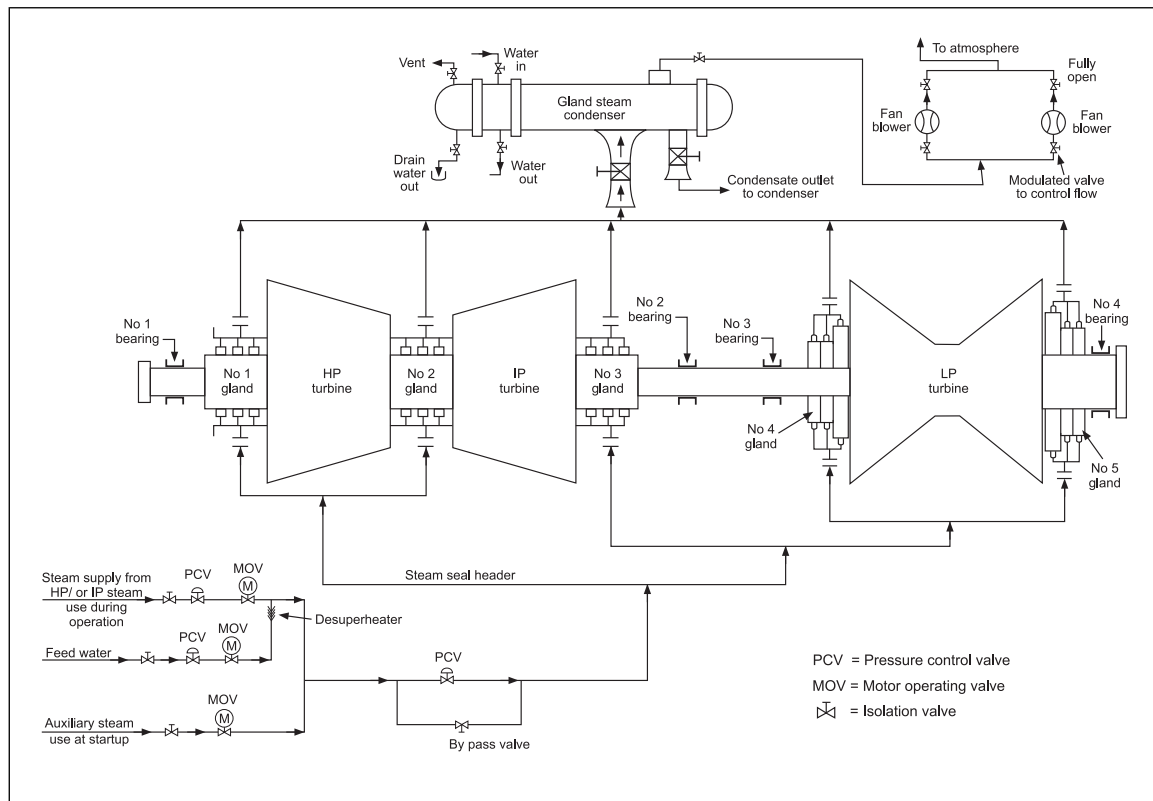 Vent
Water
in
Gland steam
condenser
Drain
water
out
Water
out
Condensate outlet
to condenser
To atmosphere
Fully
open
Fan
blower
Fan
blower
Modulated valve
to control flow
No 1
bearing
No 1
gland
HP
turbine
No 2
gland
IP
turbine
No 3
gland
No 2
bearing
No 3
bearing
No 4
gland
LP
turbine
No 4
bearing
No 5
gland
Steam seal header
Steam supply from
HP/ or IP steam
use during
operation
PCV
MOV
M
Desuperheater
Feed water
PCV
MOV
M
Auxiliary steam
use at startup
MOV
M
PCV
By pass valve
PCV = Pressure control valve
MOV = Motor operating valve
= Isolation valve